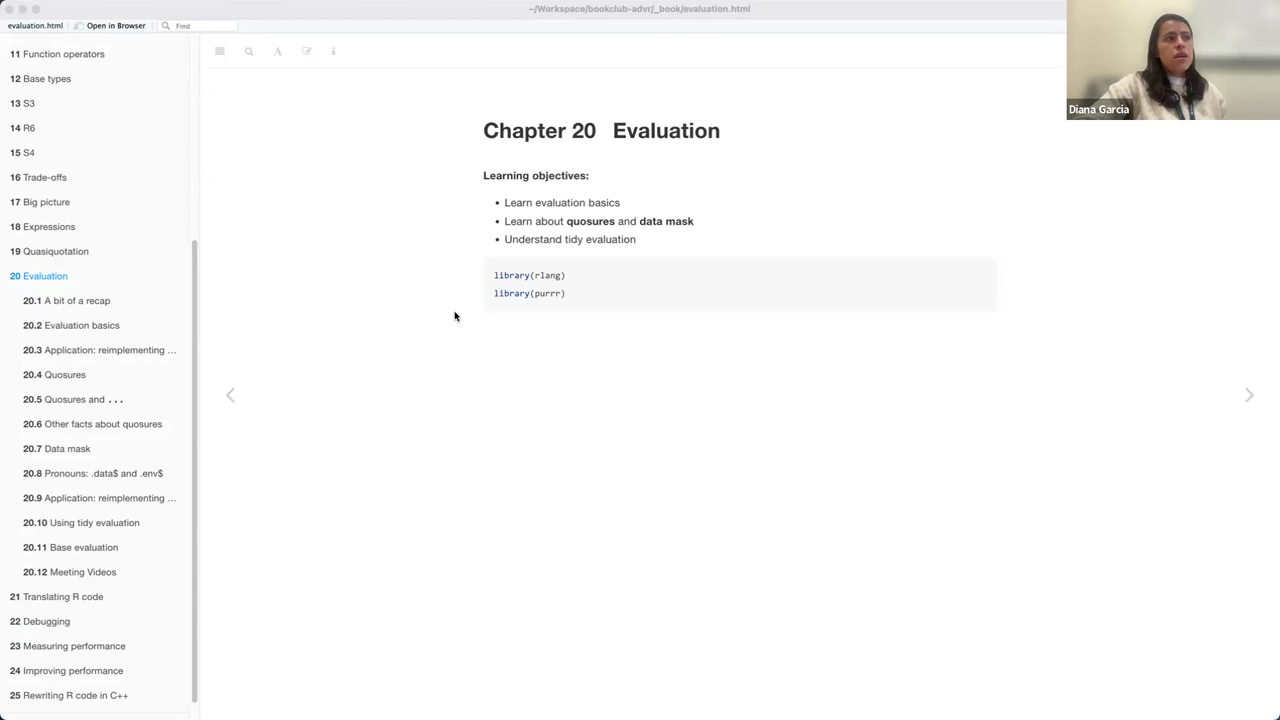 ~/Workspace/bookclub-advr/_book/evaluation.html
evaluation.html
Open in Browser
Find
11 Function operators
12 Base types
13 S3
14 R6
15 S4
16 Trade-offs
17 Big picture
18 Expressions
19 Quasiquotation
20 Evaluation
20.1 A bit of a recap
20.2 Evaluation basics
20.3 Application: reimplementing ...
20.4 Quosures
20.5 Quosures and ...
20.6 Other facts about quosures
20.7 Data mask
20.8 Pronouns: .data$ and .env$
20.9 Application: reimplementing ...
20.10 Using tidy evaluation
20.11 Base evaluation
20.12 Meeting Videos
21 Translating R code
22 Debugging
23 Measuring performance
24 Improving performance
25 Rewriting R code in C++
Chapter 20 Evaluation
Learning objectives:
• Learn evaluation basics
• Learn about quosures and data mask
• Understand tidy evaluation
library(rlang)
library(purrr)
Diana Garcia